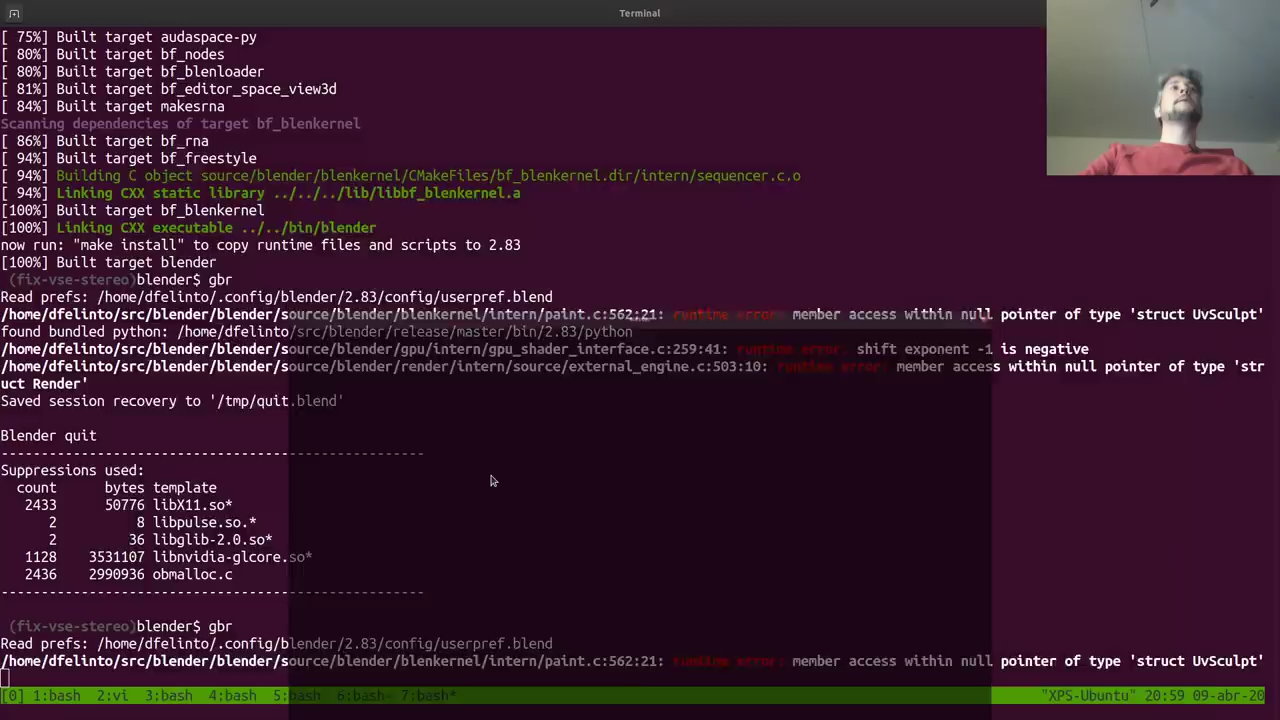 Terminal
[ 75%] Built target audaspace-py
[ 80%] Built target bf_nodes
[ 80%] Built target bf_blenloader
[ 81%] Built target bf_editor_space_view3d
[ 84%] Built target makesrna
Scanning dependencies of target bf_blenkernel
[ 86%] Built target bf_rna
[ 94%] Built target bf_freestyle
[ 94%] Building C object source/blender/blenkernel/CMakeFiles/bf_blenkernel.dir/intern/sequencer.c.o
[ 94%] Linking CXX static library ../../../lib/libbf_blenkernel.a
[100%] Built target bf_blenkernel
[100%] Linking CXX executable ../../bin/blender
now run: "make install" to copy runtime files and scripts to 2.83
[100%] Built target blender
(fix-vse-stereo)blender$ gbr
Read prefs: /home/dfelinto/.config/blender/2.83/config/userpref.blend
/home/dfelinto/src/blender/blender/source/blender/blenkernel/intern/paint.c:562:21: runtime error: member access within null pointer of type 'struct UvSculpt'
found bundled python: /home/dfelinto/src/blender/release/master/bin/2.83/python
/home/dfelinto/src/blender/blender/source/blender/gpu/intern/gpu_shader_interface.c:259:41: runtime error: shift exponent -1 is negative
/home/dfelinto/src/blender/blender/source/blender/render/intern/source/external_engine.c:503:10: runtime error: member access within null pointer of type 'str
uct Render'
Saved session recovery to '/tmp/quit.blend'
Blender quit
-----------------------------------------------------
Suppressions used:
count bytes template
2433 50776 libX11.so*
2 8 libpulse.so.*
2 36 libglib-2.0.so*
1128 3531107 libnvidia-glcore.so*
2436 2990936 obmalloc.c
-----------------------------------------------------
(fix-vse-stereo)blender$ gbr
Read prefs: /home/dfelinto/.config/blender/2.83/config/userpref.blend
/home/dfelinto/src/blender/blender/source/blender/blenkernel/intern/paint.c:562:21: runtime error: member access within null pointer of type 'struct UvSculpt'
[0] 1:bash 2:vi 3:bash 4:bash 5:bash 6:bash- 7:bash* "XPS-Ubuntu" 20:59 09-abr-20